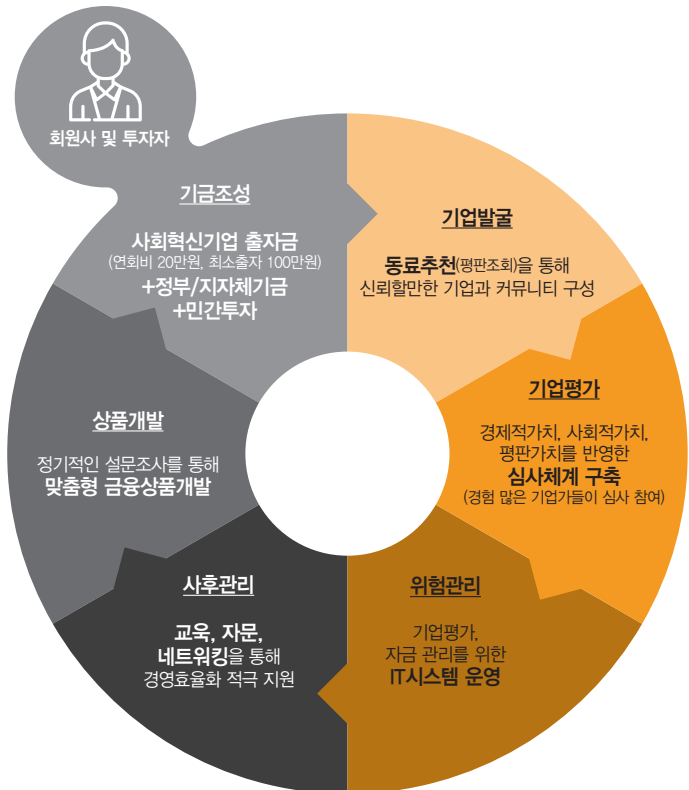 회원사 및 투자자
기금조성
사회혁신기업 출자금
(연회비 20만원, 최소출자 100만원)
+정부/지자체기금
+민간투자
기업발굴
동료추천(평판조회)을 통해
신뢰할만한 기업과 커뮤니티 구성
기업평가
경제적가치, 사회적가치,
평판가치를 반영한
심사체계 구축
(경험 많은 기업가들이 심사 참여)
위험관리
기업평가,
자금 관리를 위한
IT시스템 운영
사후관리
교욱, 자문,
네트워킹을 통해
경영효율화 적극 지원
상품개발
정기적인 설문조사를 통해
맞춤형 금융상품개발